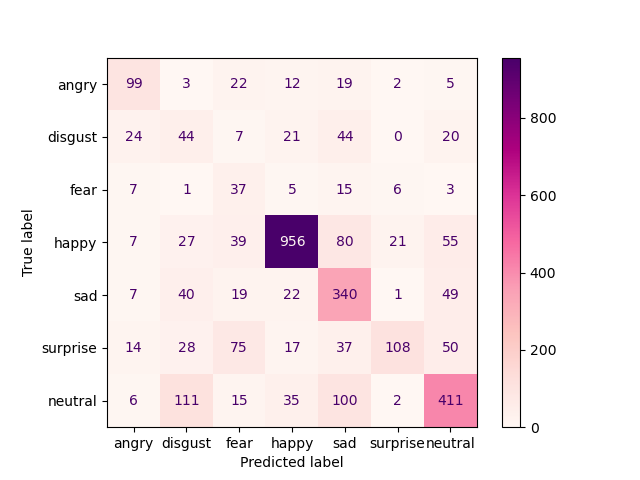 angry 99 3 22 12 19 2 5
disgust 24 44 7 21 44 0 20
fear 7 1 37 5 15 6 3
happy 7 27 39 956 80 21 55
sad 7 40 19 22 340 1 49
surprise 14 28 75 17 37 108 50
neutral 6 111 15 35 100 2 411
angry disgust fear happy sad surprise neutral
Predicted label
True label
800
600
400
200
0